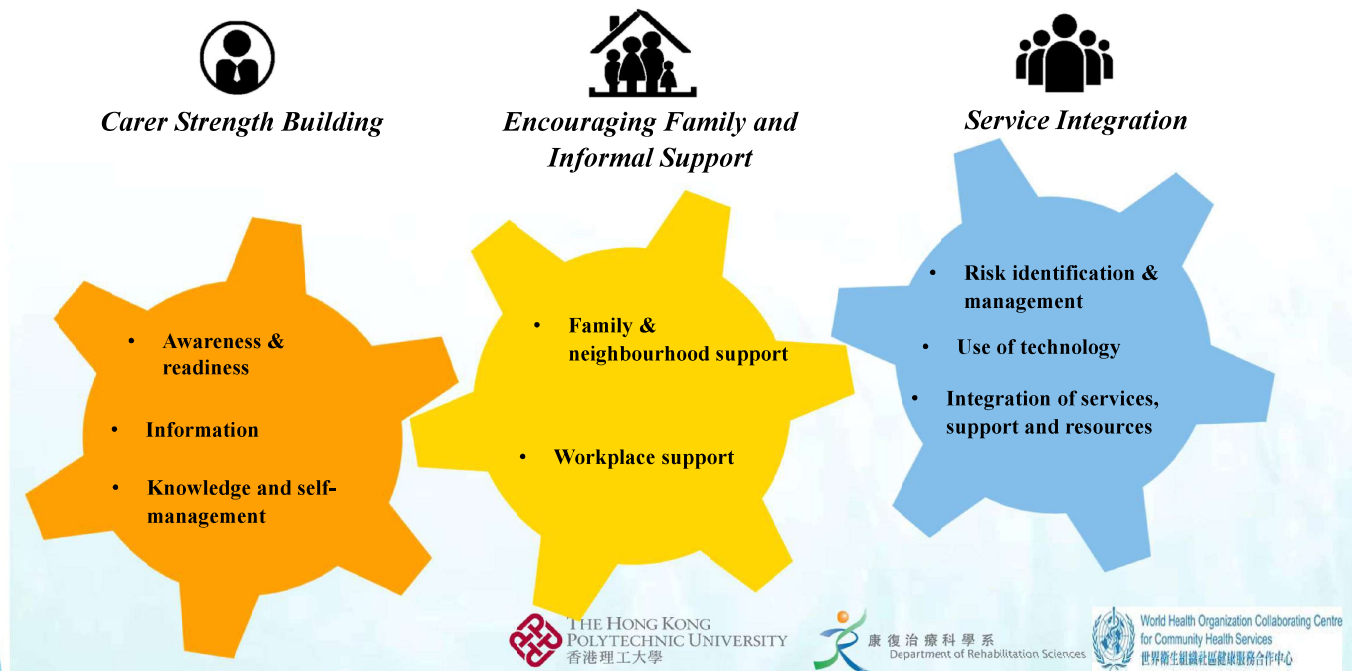 Carer Strength Building
Encouraging Family and
Informal Support
Service Integration
• Awareness &
readiness
• Information
• Knowledge and self-
management
• Family &
neighbourhood support
• Workplace support
• Risk identification &
management
• Use of technology
• Integration of services,
support and resources
THE HONG KONG
POLYTECHNIC UNIVERSITY
香港理工大學
康復治療科學系
Department of Rehabilitation Sciences
World Health Organization Collaborating Centre
for Community Health Services
世界衞生組織社區健康服務合作中心